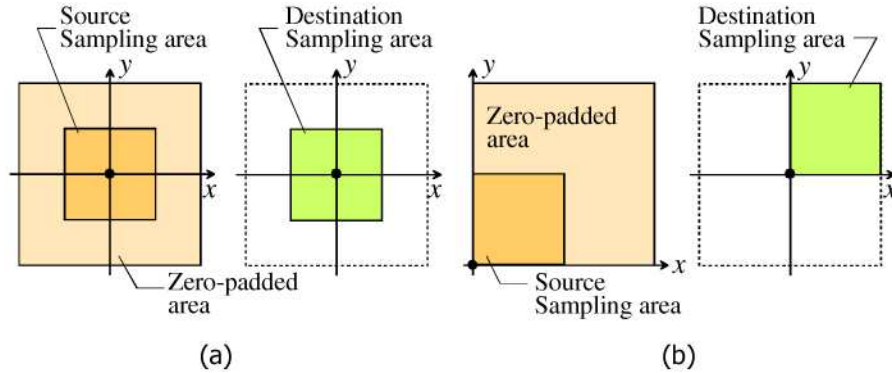 Source
Sampling area
Destination
Sampling area
Destination
Sampling area
y
y
y
y
Zero-padded
area
x
x
x
x
Zero-padded
area
Source
Sampling area
(a)
(b)